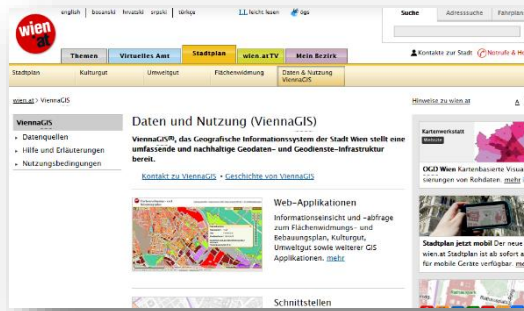 english | bosanski hrvatski srpski | türkçe LL leicht lesen ögs
Suche Adresssuche Fahrplan
wien.at
Themen Virtuelles Amt Stadtplan wien.at TV Mein Bezirk
Kontakte zur Stadt Notrufe &
Stadtplan Kulturgut Umweltgut Flächenwidmung Daten & Nutzung
ViennaGIS
wien.at > ViennaGIS
Hinweise zu wien.at A
ViennaGIS
Datenquellen
Hilfe und Erläuterungen
Nutzungsbedingungen
Daten und Nutzung (ViennaGIS)
ViennaGIS®, das Geografische Informationssystem der Stadt Wien stellt eine
umfassende und nachhaltige Geodaten- und Geodienste-Infrastruktur
bereit.
Kontakt zu ViennaGIS • Geschichte von ViennaGIS
Web-Applikationen
Informationseinsicht und -abfrage
zum Flächenwidmungs- und
Bebauungsplan, Kulturgut,
Umweltgut sowie weiterer GIS
Applikationen. mehr
Schnittstellen
Kartenwerkstatt
Website
OGD Wien Kartenbasierte Visua
sierungen von Rohdaten. mehr
Stadtplan jetzt mobil Der neue
wien.at Stadtplan ist ab sofort a
für mobile Geräte verfügbar.